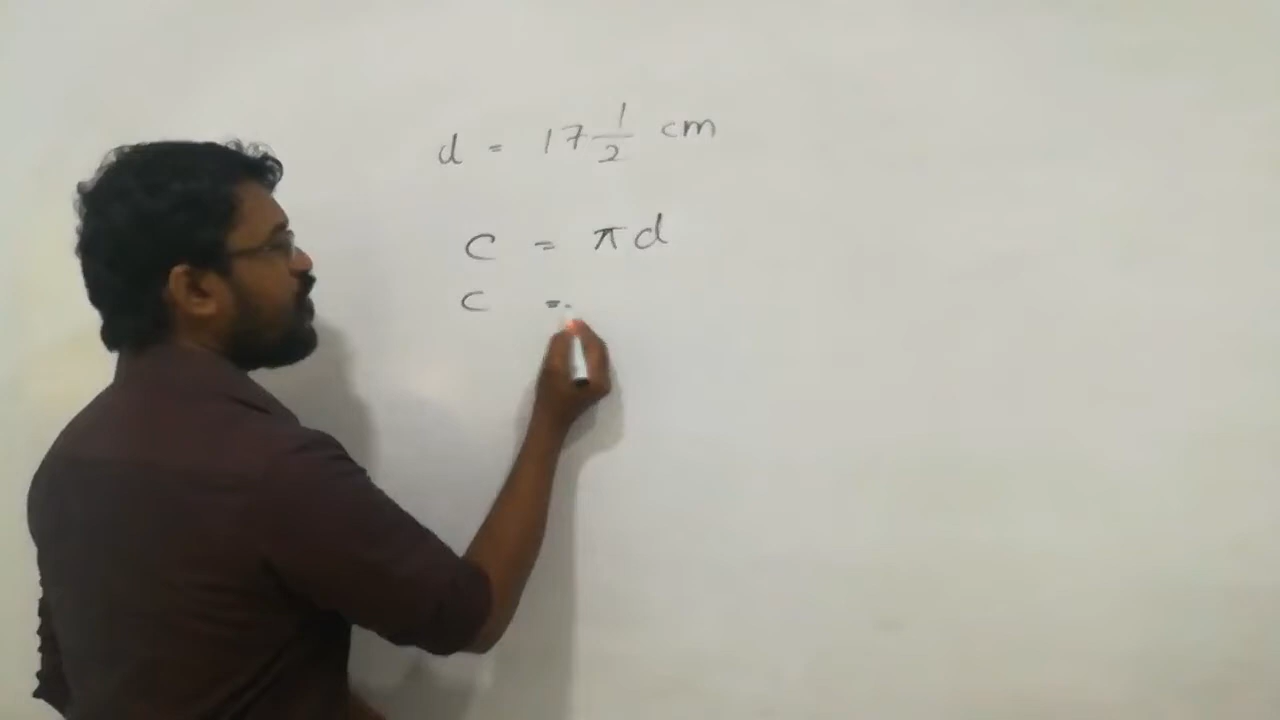 d = 17 1/2 cm
C = πd
C =